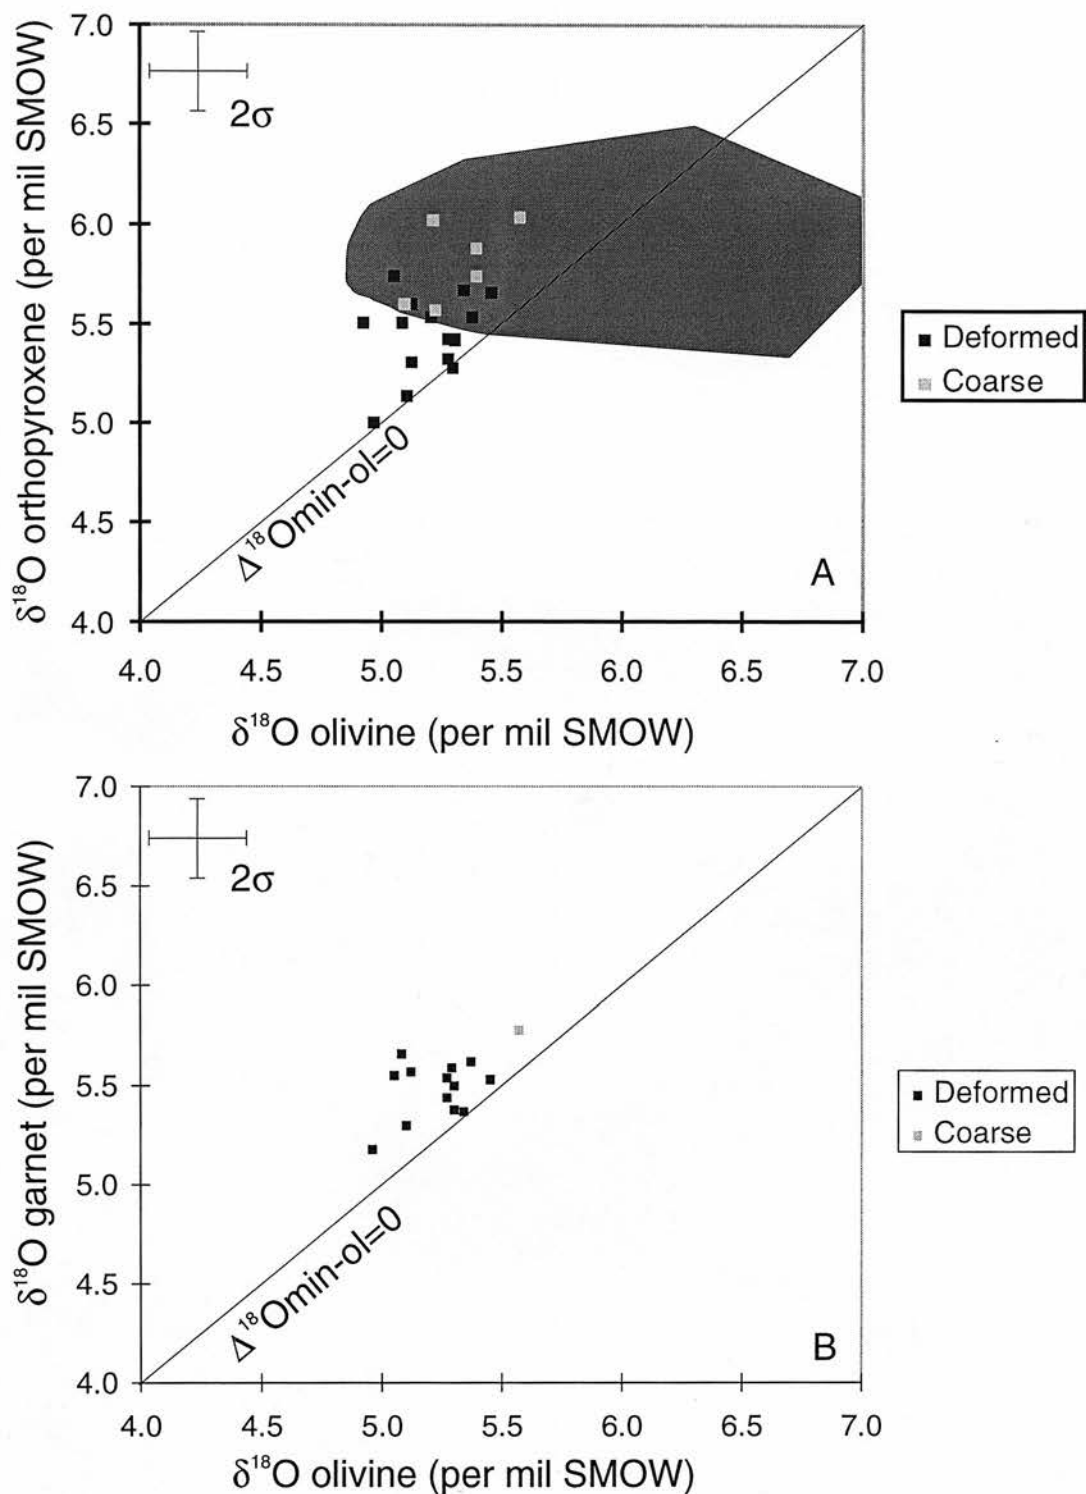 7.0
6.5
6.0
5.5
5.0
4.5
4.0
δ¹⁸O orthopyroxene (per mil SMOW)
2σ
Δ¹⁸Omin-ol=0
A
4.0 4.5 5.0 5.5 6.0 6.5 7.0
δ¹⁸O olivine (per mil SMOW)
Deformed
Coarse
7.0
6.5
6.0
5.5
5.0
4.5
4.0
δ¹⁸O garnet (per mil SMOW)
2σ
Δ¹⁸Omin-ol=0
B
4.0 4.5 5.0 5.5 6.0 6.5 7.0
δ¹⁸O olivine (per mil SMOW)
Deformed
Coarse